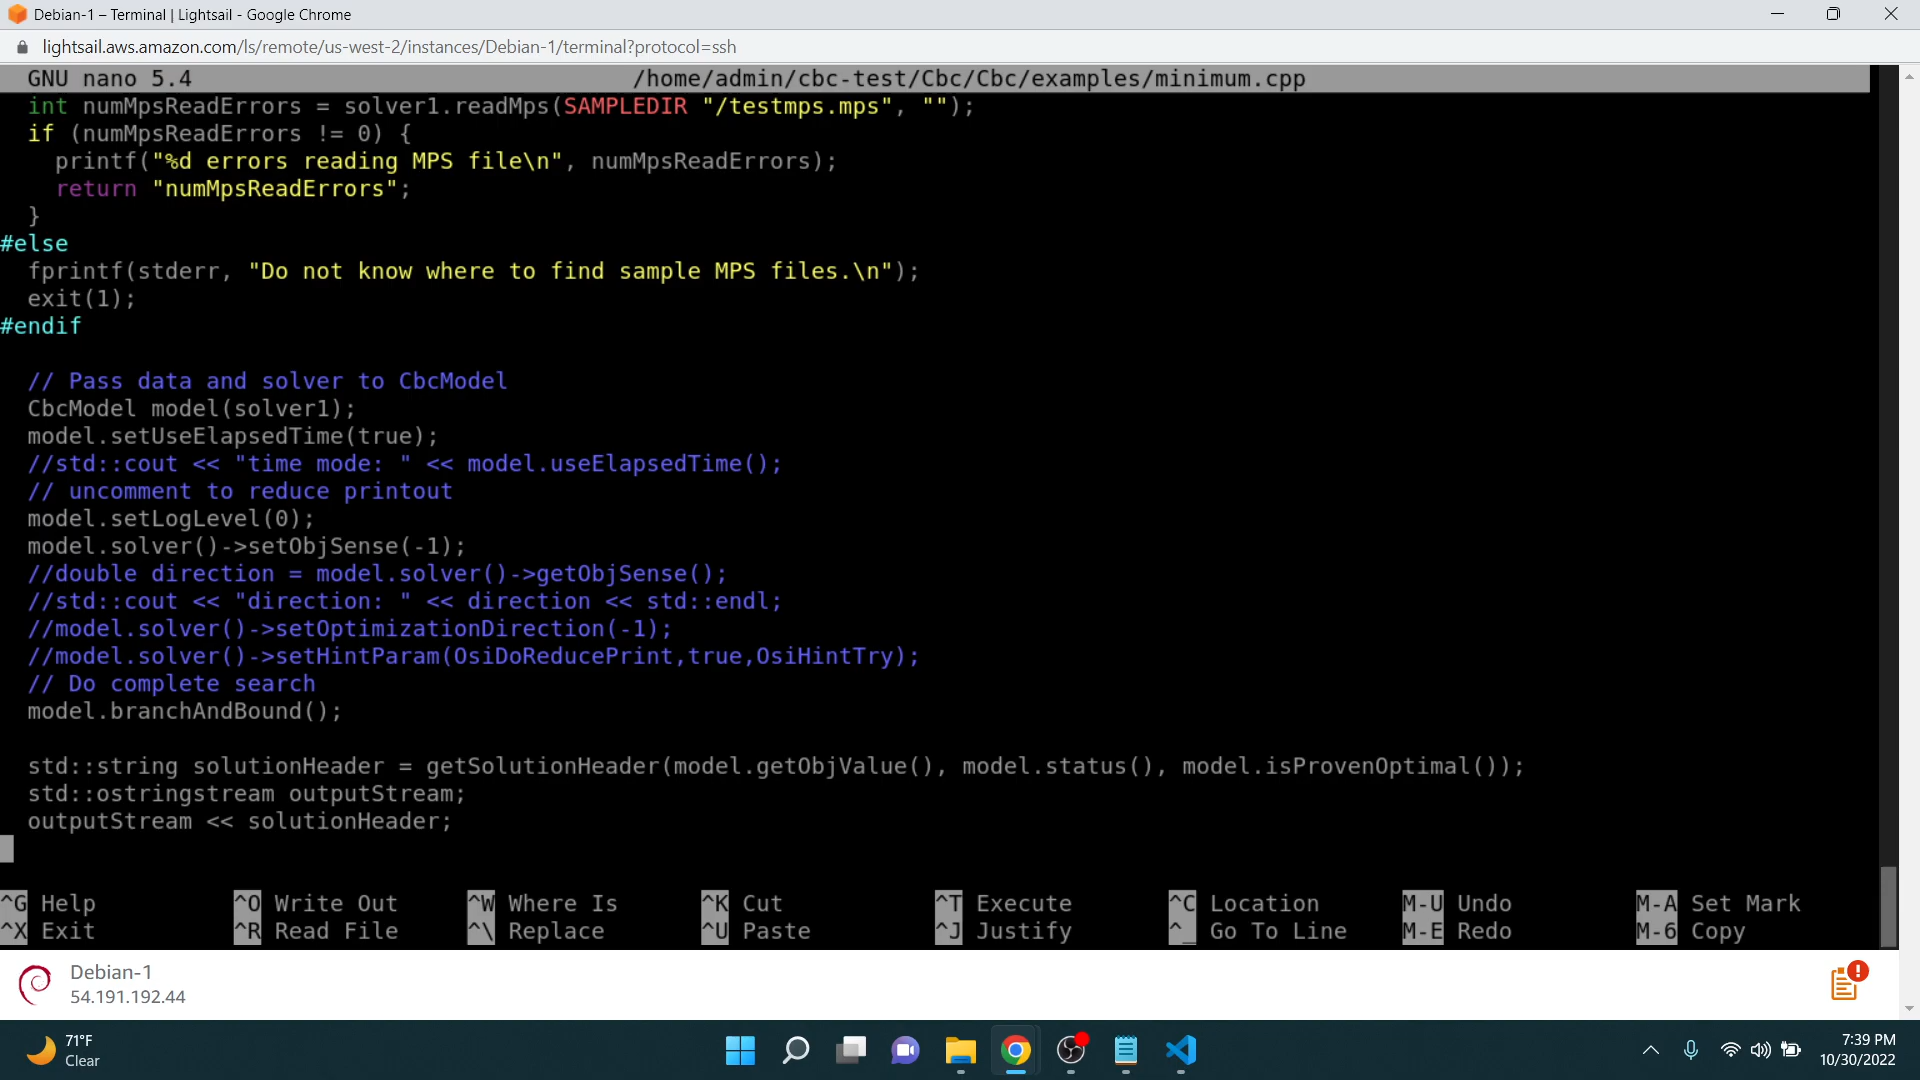 Debian-1 – Terminal | Lightsail - Google Chrome
lightsail.aws.amazon.com/ls/remote/us-west-2/instances/Debian-1/terminal?protocol=ssh
GNU nano 5.4 /home/admin/cbc-test/Cbc/Cbc/examples/minimum.cpp
int numMpsReadErrors = solver1.readMps(SAMPLEDIR "/testmps.mps", "");
if (numMpsReadErrors != 0) {
printf("%d errors reading MPS file\n", numMpsReadErrors);
return "numMpsReadErrors";
}
#else
fprintf(stderr, "Do not know where to find sample MPS files.\n");
exit(1);
#endif
// Pass data and solver to CbcModel
CbcModel model(solver1);
model.setUseElapsedTime(true);
//std::cout << "time mode: " << model.useElapsedTime();
// uncomment to reduce printout
model.setLogLevel(0);
model.solver()->setObjSense(-1);
//double direction = model.solver()->getObjSense();
//std::cout << "direction: " << direction << std::endl;
//model.solver()->setOptimizationDirection(-1);
//model.solver()->setHintParam(OsiDoReducePrint,true,OsiHintTry);
// Do complete search
model.branchAndBound();
std::string solutionHeader = getSolutionHeader(model.getObjValue(), model.status(), model.isProvenOptimal());
std::ostringstream outputStream;
outputStream << solutionHeader;
^G Help ^O Write Out ^W Where Is ^K Cut ^T Execute ^C Location M-U Undo M-A Set Mark
^X Exit ^R Read File ^\ Replace ^U Paste ^J Justify ^_ Go To Line M-E Redo M-6 Copy
Debian-1
54.191.192.44
71°F
Clear
7:39 PM
10/30/2022